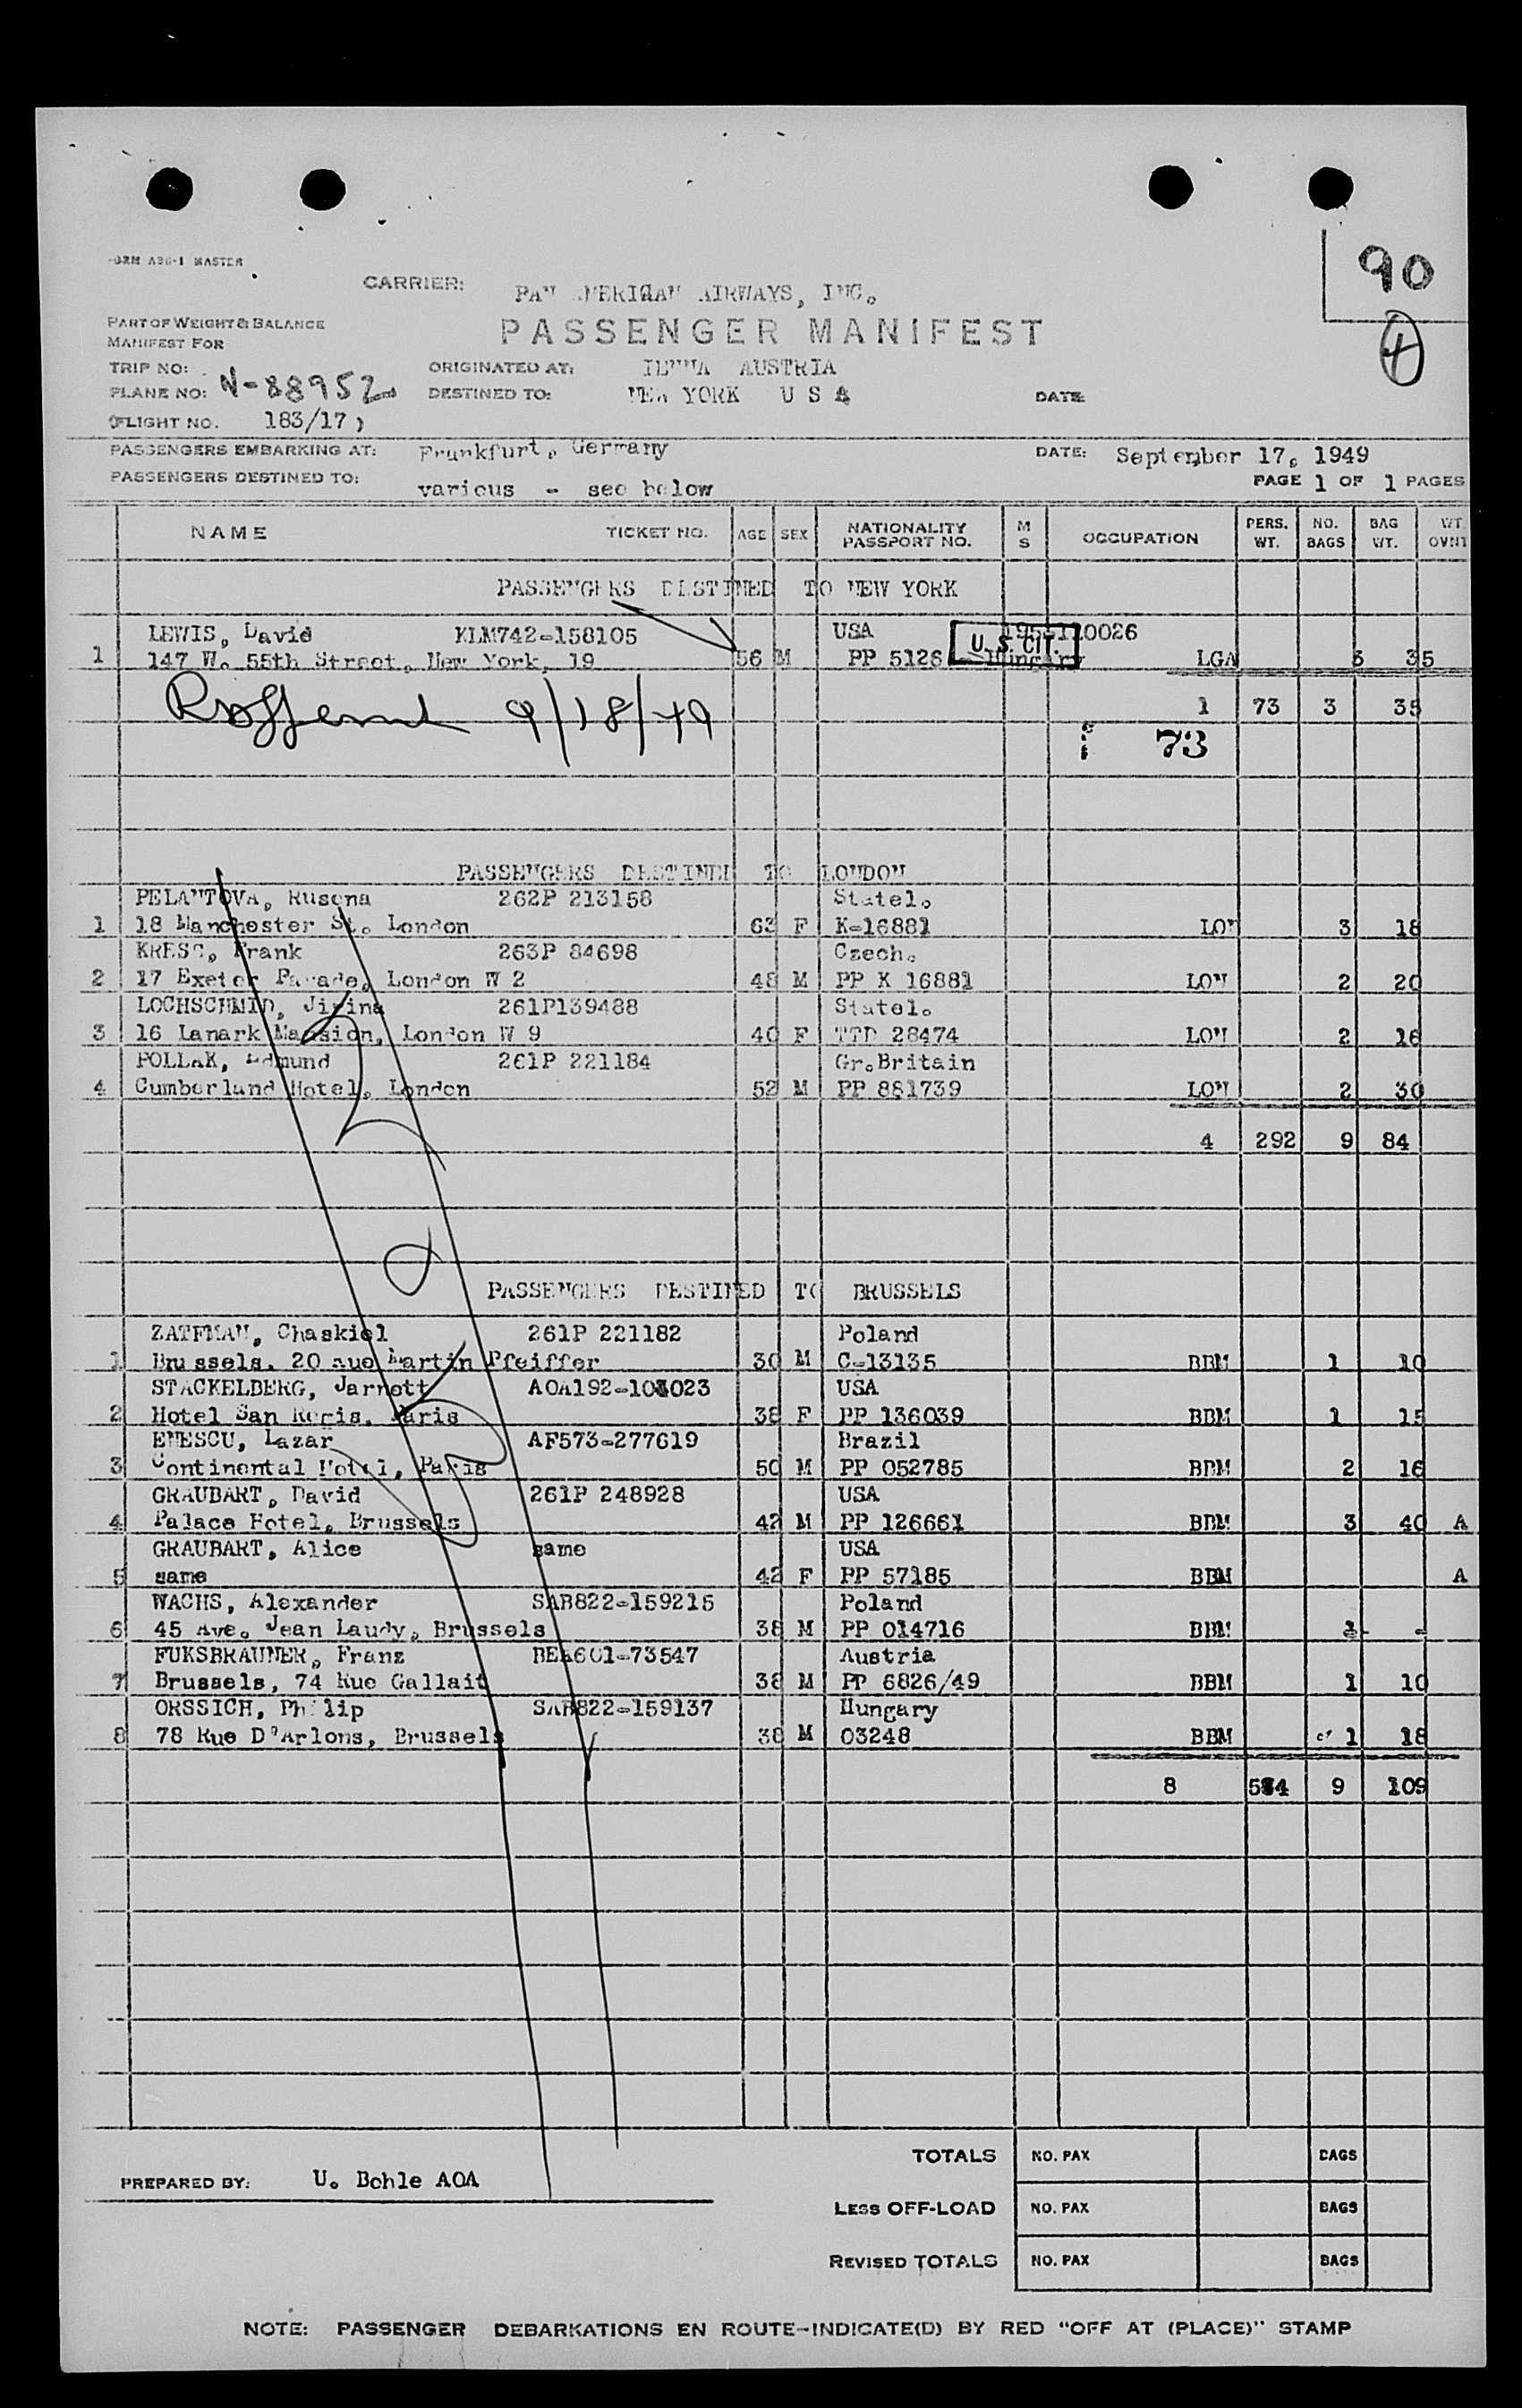 90
FORM ABG-1 MASTER
CARRIER: PAN AMERICAN AIRWAYS, INC.
PART OF WEIGHT & BALANCE
MANIFEST FOR
PASSENGER MANIFEST
TRIP NO: ORIGINATED AT: IENNA AUSTRIA
PLANE NO: N-88952 DESTINED TO: NEW YORK U S A DATE:
(FLIGHT NO. 183/17)
PASSENGERS EMBARKING AT: Frankfurt, Germany DATE: September 17, 1949
PASSENGERS DESTINED TO: various - see below PAGE 1 OF 1 PAGES
NAME TICKET NO. AGE SEX NATIONALITY PASSPORT NO. M S OCCUPATION PERS. WT. NO. BAGS BAG WT. WT OVNT
PASSENGERS DESTINED TO NEW YORK
LEWIS, David KLM742-158105 USA
U.S. CIT.
1 147 W. 55th Street, New York, 19 56 M PP 5126 Hungary LGA 3 35
1 73 3 35
9/18/49
73
PASSENGERS DESTINED TO LONDON
PELANTOVA, Rusena 262P 213158 Statel.
1 18 Manchester St. London 63 F K-16881 LON 3 18
Frank 263P 84698 Czech.
2 17 Exeter Parade, London W 2 48 M PP K 16881 LON 2 20
LOCHSCHMID, Jirina 261P139488 Statel.
3 16 Lanark Mansion, London W 9 40 F TTD 28474 LON 2 16
POLLAK, Edmund 261P 221184 Gr.Britain
4 Cumberland Hotel, London 52 M PP 881739 LON 2 30
4 292 9 84
PASSENGERS DESTINED TO BRUSSELS
ZATFMAN, Chaskiel 261P 221182 Poland
1 Brussels. 20 Martin Pfeiffer 30 M C-13135 BBM 1 10
STACKELBERG, Jarnott USA
2 Hotel San Regis. Paris 38 F PP 136039 BBM 1 15
ENESCU, Lazar AF573-277619 Brazil
3 Continental Hotel, Paris 50 M PP 052785 BBM 2 16
GRAUBART, David 261P 248928 USA
4 Palace Hotel, Brussels 42 M PP 126661 BBM 3 40 A
GRAUBART, Alice same USA
5 same 42 F PP 57185 BBM A
WACHS, Alexander SAB822-159215 Poland
6 45 Ave. Jean Laudy, Brussels 38 M PP 014716 BBM 1 -
FUKSBRAUNER, Franz BEA601-73547 Austria
7 Brussels, 74 Rue Gallait 38 M PP 6826/49 BBM 1 10
ORSSICH, Philip SAB822-159137 Hungary
8 78 Rue D'Arlons, Brussels 38 M 03248 BBM 1 18
8 9 109
TOTALS NO. PAX BAGS
PREPARED BY: U. Bohle AOA
LESS OFF-LOAD NO. PAX BAGS
REVISED TOTALS NO. PAX BAGS
NOTE: PASSENGER DEBARKATIONS EN ROUTE-INDICATE(D) BY RED "OFF AT (PLACE)" STAMP